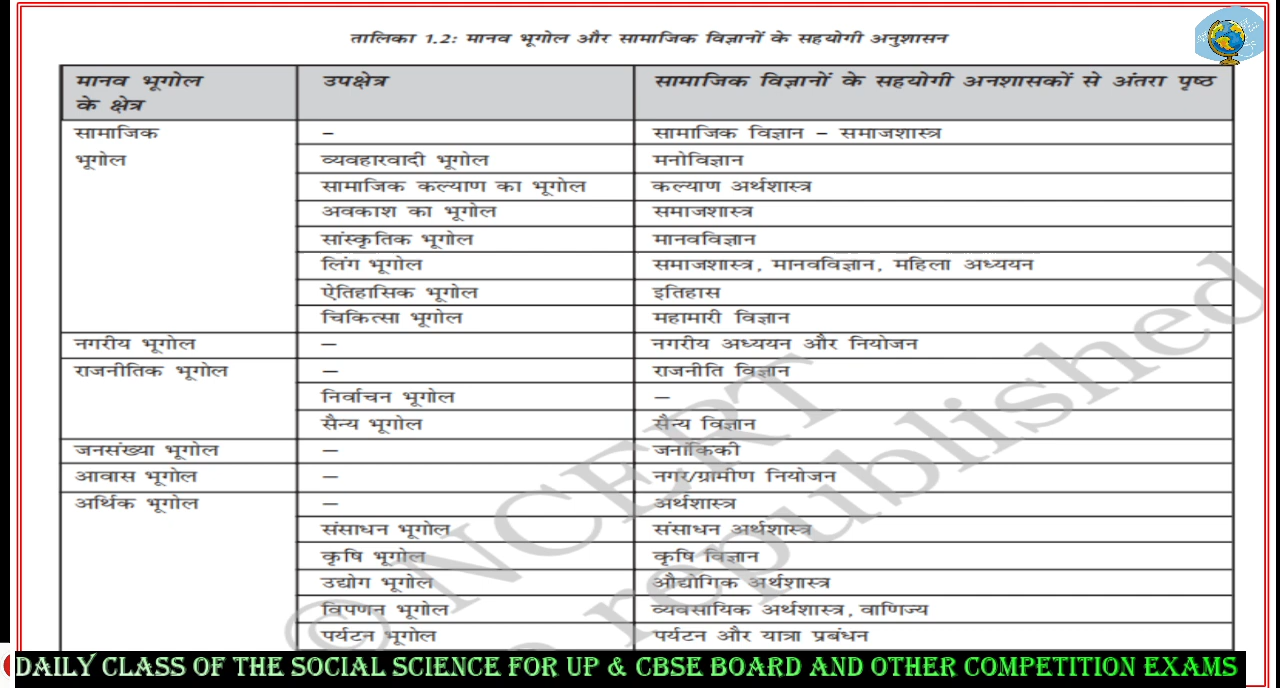 तालिका 1.2: मानव भूगोल और सामाजिक विज्ञानों के सहयोगी अनुशासन
मानव भूगोल के क्षेत्र उपक्षेत्र सामाजिक विज्ञानों के सहयोगी अनशासकों से अंतरा पृष्ठ
सामाजिक – सामाजिक विज्ञान – समाजशास्त्र
भूगोल व्यवहारवादी भूगोल मनोविज्ञान
सामाजिक कल्याण का भूगोल कल्याण अर्थशास्त्र
अवकाश का भूगोल समाजशास्त्र
सांस्कृतिक भूगोल मानवविज्ञान
लिंग भूगोल समाजशास्त्र, मानवविज्ञान, महिला अध्ययन
ऐतिहासिक भूगोल इतिहास
चिकित्सा भूगोल महामारी विज्ञान
नगरीय भूगोल – नगरीय अध्ययन और नियोजन
राजनीतिक भूगोल – राजनीति विज्ञान
निर्वाचन भूगोल –
सैन्य भूगोल सैन्य विज्ञान
जनसंख्या भूगोल – जनांकिकी
आवास भूगोल – नगर/ग्रामीण नियोजन
आर्थिक भूगोल – अर्थशास्त्र
संसाधन भूगोल संसाधन अर्थशास्त्र
कृषि भूगोल कृषि विज्ञान
उद्योग भूगोल औद्योगिक अर्थशास्त्र
विपणन भूगोल व्यवसायिक अर्थशास्त्र, वाणिज्य
पर्यटन भूगोल पर्यटन और यात्रा प्रबंधन
© NCERT
republished
DAILY CLASS OF THE SOCIAL SCIENCE FOR UP & CBSE BOARD AND OTHER COMPETITION EXAMS